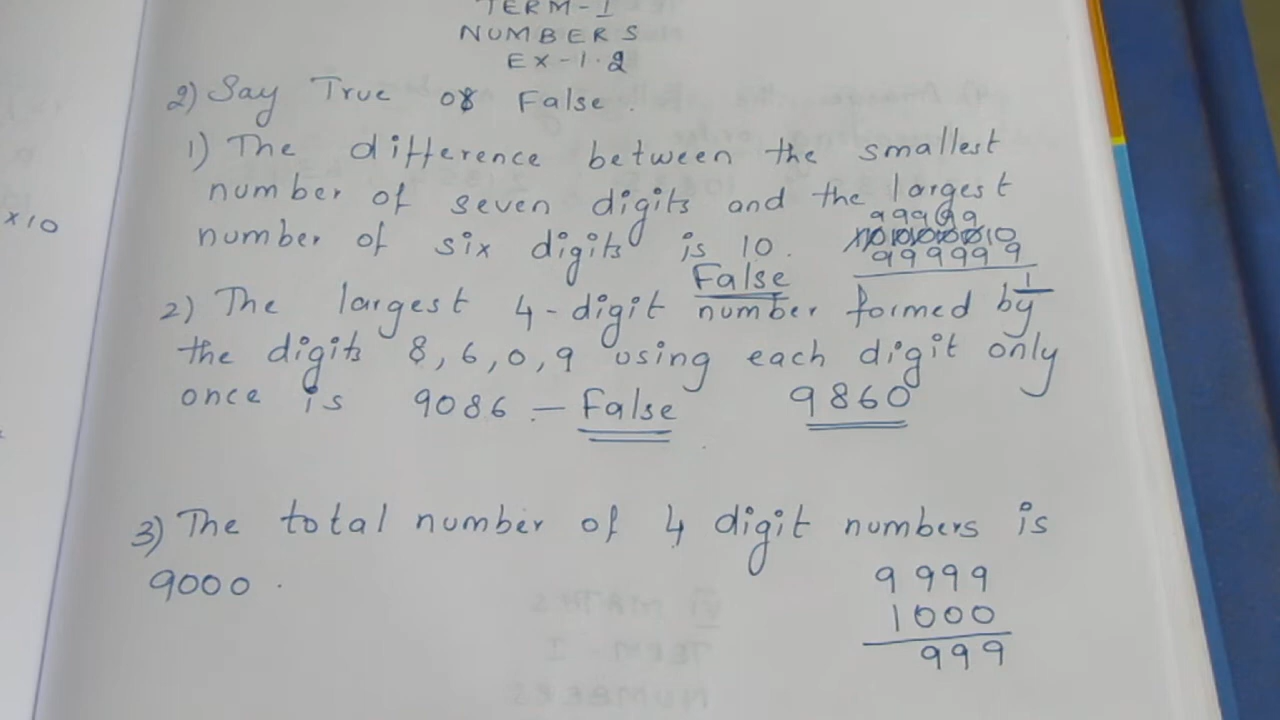 TERM-I
NUMBERS
EX-1.2
2) Say True or False.
1) The difference between the smallest
number of seven digits and the largest
number of six digits is 10.
99999
999999
1
False
2) The largest 4-digit number formed by
the digits 8,6,0,9 using each digit only
once is 9086 — False 9860
3) The total number of 4 digit numbers is
9000.
9999
1000
999
×10